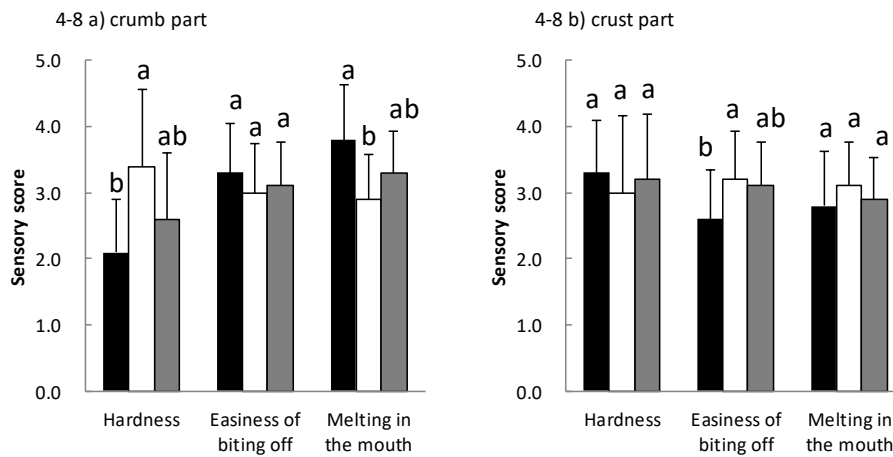 4-8 a) crumb part
5.0
4.0
3.0
2.0
1.0
0.0
Sensory score
a
ab
b
a
a
a
a
b
ab
Hardness
Easiness of
biting off
Melting in
the mouth
4-8 b) crust part
5.0
4.0
3.0
2.0
1.0
0.0
Sensory score
a
a
a
b
a
ab
a
a
a
Hardness
Easiness of
biting off
Melting in
the mouth